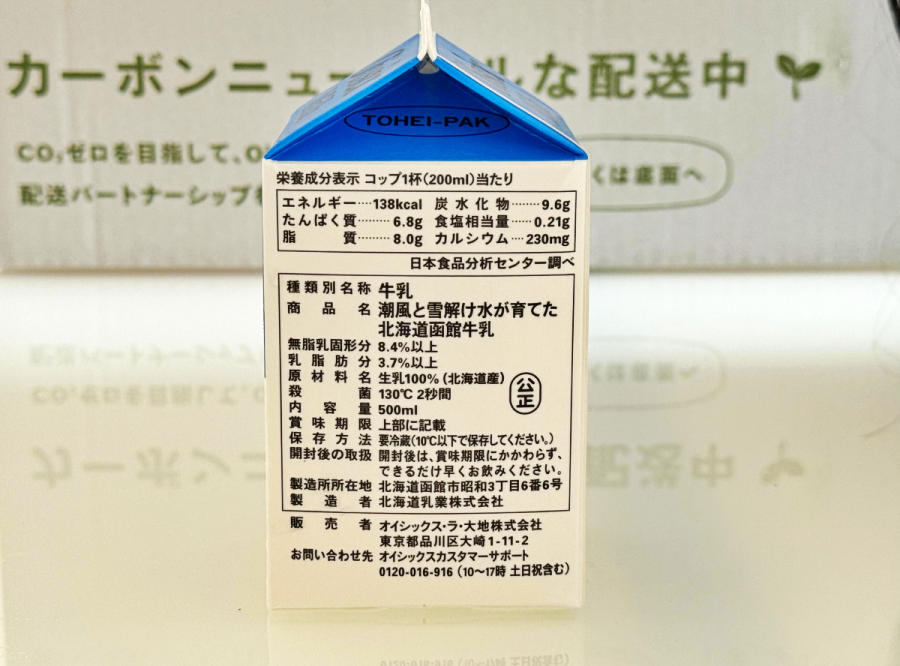 カーボンニュー
ルな配送中
CO₂ゼロを目指して、O
配送パートナーシップ
くは底面へ
TOHEI-PAK
栄養成分表示 コップ1杯(200ml)当たり
エネルギー…138kcal 炭水化物……9.6g
たんぱく質………6.8g 食塩相当量……0.21g
脂質………8.0g カルシウム…230mg
日本食品分析センター調べ
種類別名称 牛乳
商品名 潮風と雪解け水が育てた
北海道函館牛乳
無脂乳固形分 8.4%以上
乳脂肪分 3.7%以上
原材料名 生乳100%(北海道産)
殺菌 130℃ 2秒間
内容量 500ml
公正
賞味期限 上部に記載
保存方法 要冷蔵(10℃以下で保存してください。)
開封後の取扱 開封後は、賞味期限にかかわらず、
できるだけ早くお飲みください。
製造所所在地 北海道函館市昭和3丁目6番6号
製造者 北海道乳業株式会社
販売者 オイシックス・ラ・大地株式会社
東京都品川区大崎1-11-2
お問い合わせ先 オイシックスカスタマーサポート
0120-016-916(10〜17時 土日祝含む)